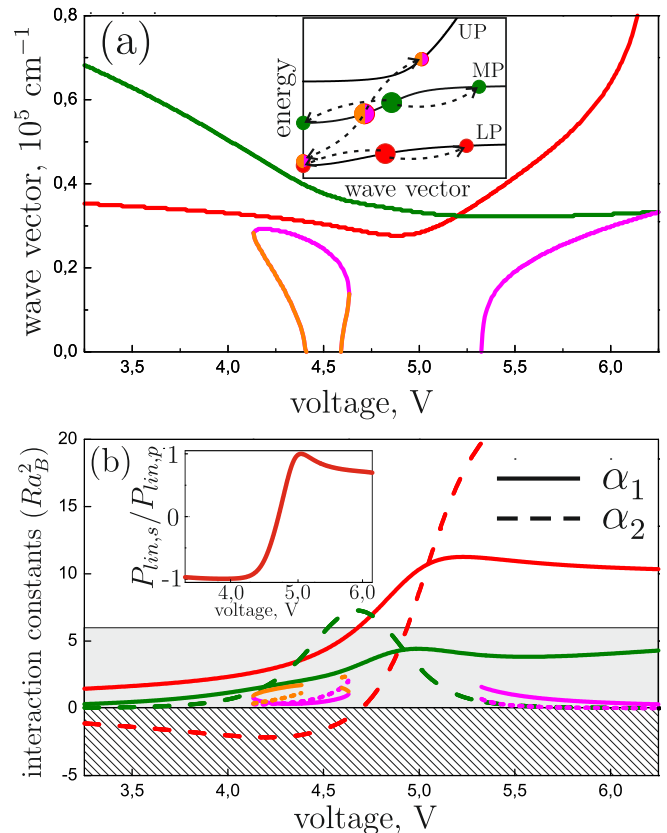 (a)
wave vector, 10⁵ cm⁻¹
0,8
0,6
0,4
0,2
0,0
3,5 4,0 4,5 5,0 5,5 6,0
voltage, V
energy
wave vector
UP
MP
LP
(b)
interaction constants (Ra_B^2)
20
15
10
5
0
-5
3,5 4,0 4,5 5,0 5,5 6,0
voltage, V
P_{lin,s}/P_{lin,p}
1
0
-1
4,0 5,0 6,0
voltage, V
α₁
α₂